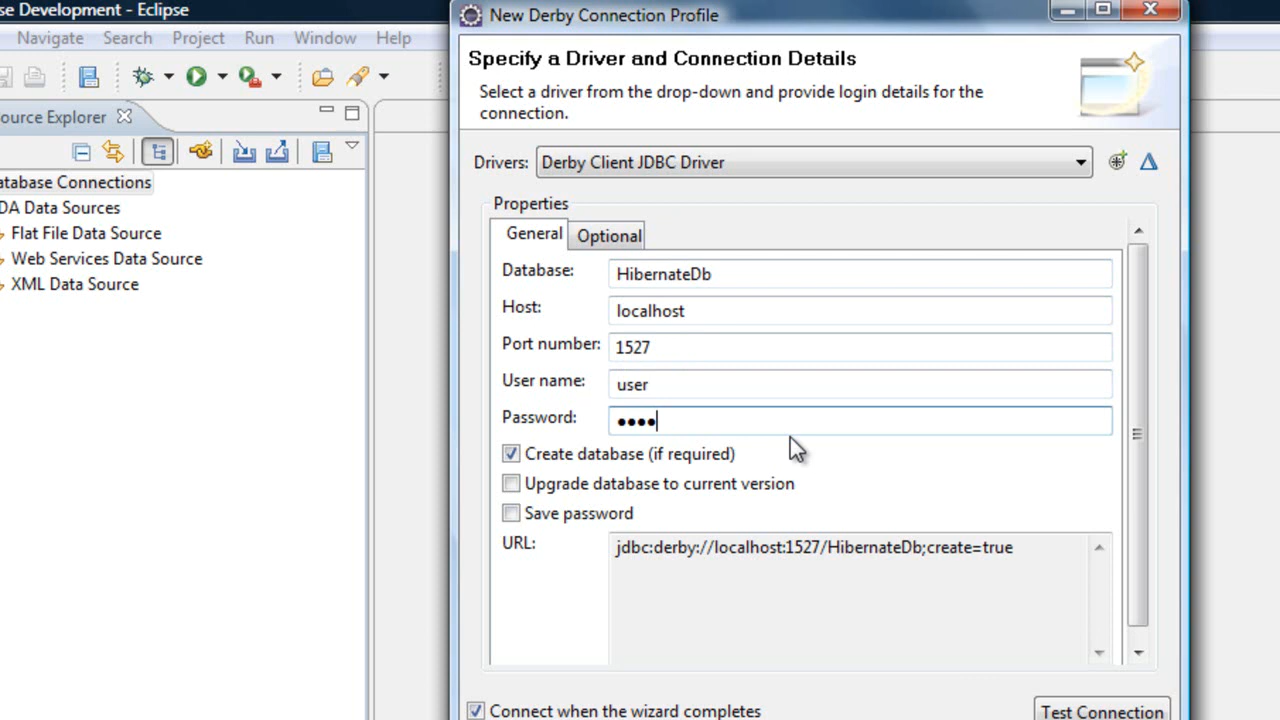 se Development - Eclipse
Navigate Search Project Run Window Help
ource Explorer
atabase Connections
DA Data Sources
Flat File Data Source
Web Services Data Source
XML Data Source
New Derby Connection Profile
Specify a Driver and Connection Details
Select a driver from the drop-down and provide login details for the
connection.
Drivers: Derby Client JDBC Driver
Properties
General Optional
Database: HibernateDb
Host: localhost
Port number: 1527
User name: user
Password: ●●●●
Create database (if required)
Upgrade database to current version
Save password
URL: jdbc:derby://localhost:1527/HibernateDb;create=true
Connect when the wizard completes
Test Connection